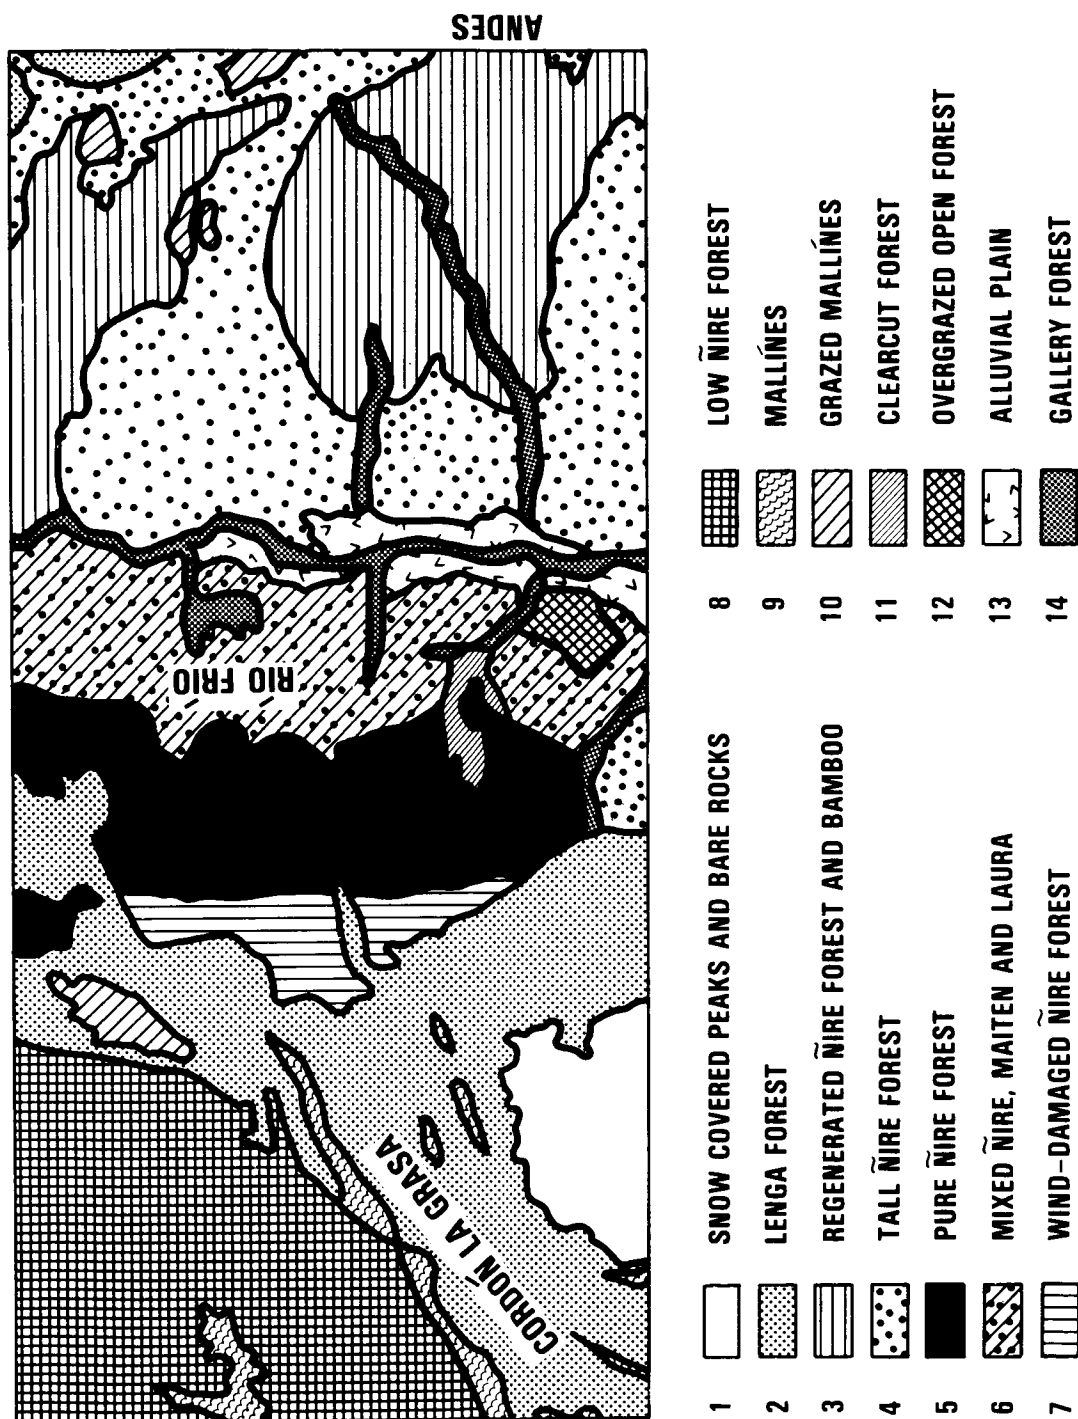 ANDES
RIO FRIO
CORDON LA GRASA
1 SNOW COVERED PEAKS AND BARE ROCKS
2 LENGA FOREST
3 REGENERATED ÑIRE FOREST AND BAMBOO
4 TALL ÑIRE FOREST
5 PURE ÑIRE FOREST
6 MIXED ÑIRE, MAITEN AND LAURA
7 WIND-DAMAGED ÑIRE FOREST
8 LOW ÑIRE FOREST
9 MALLÍNES
10 GRAZED MALLÍNES
11 CLEARCUT FOREST
12 OVERGRAZED OPEN FOREST
13 ALLUVIAL PLAIN
14 GALLERY FOREST